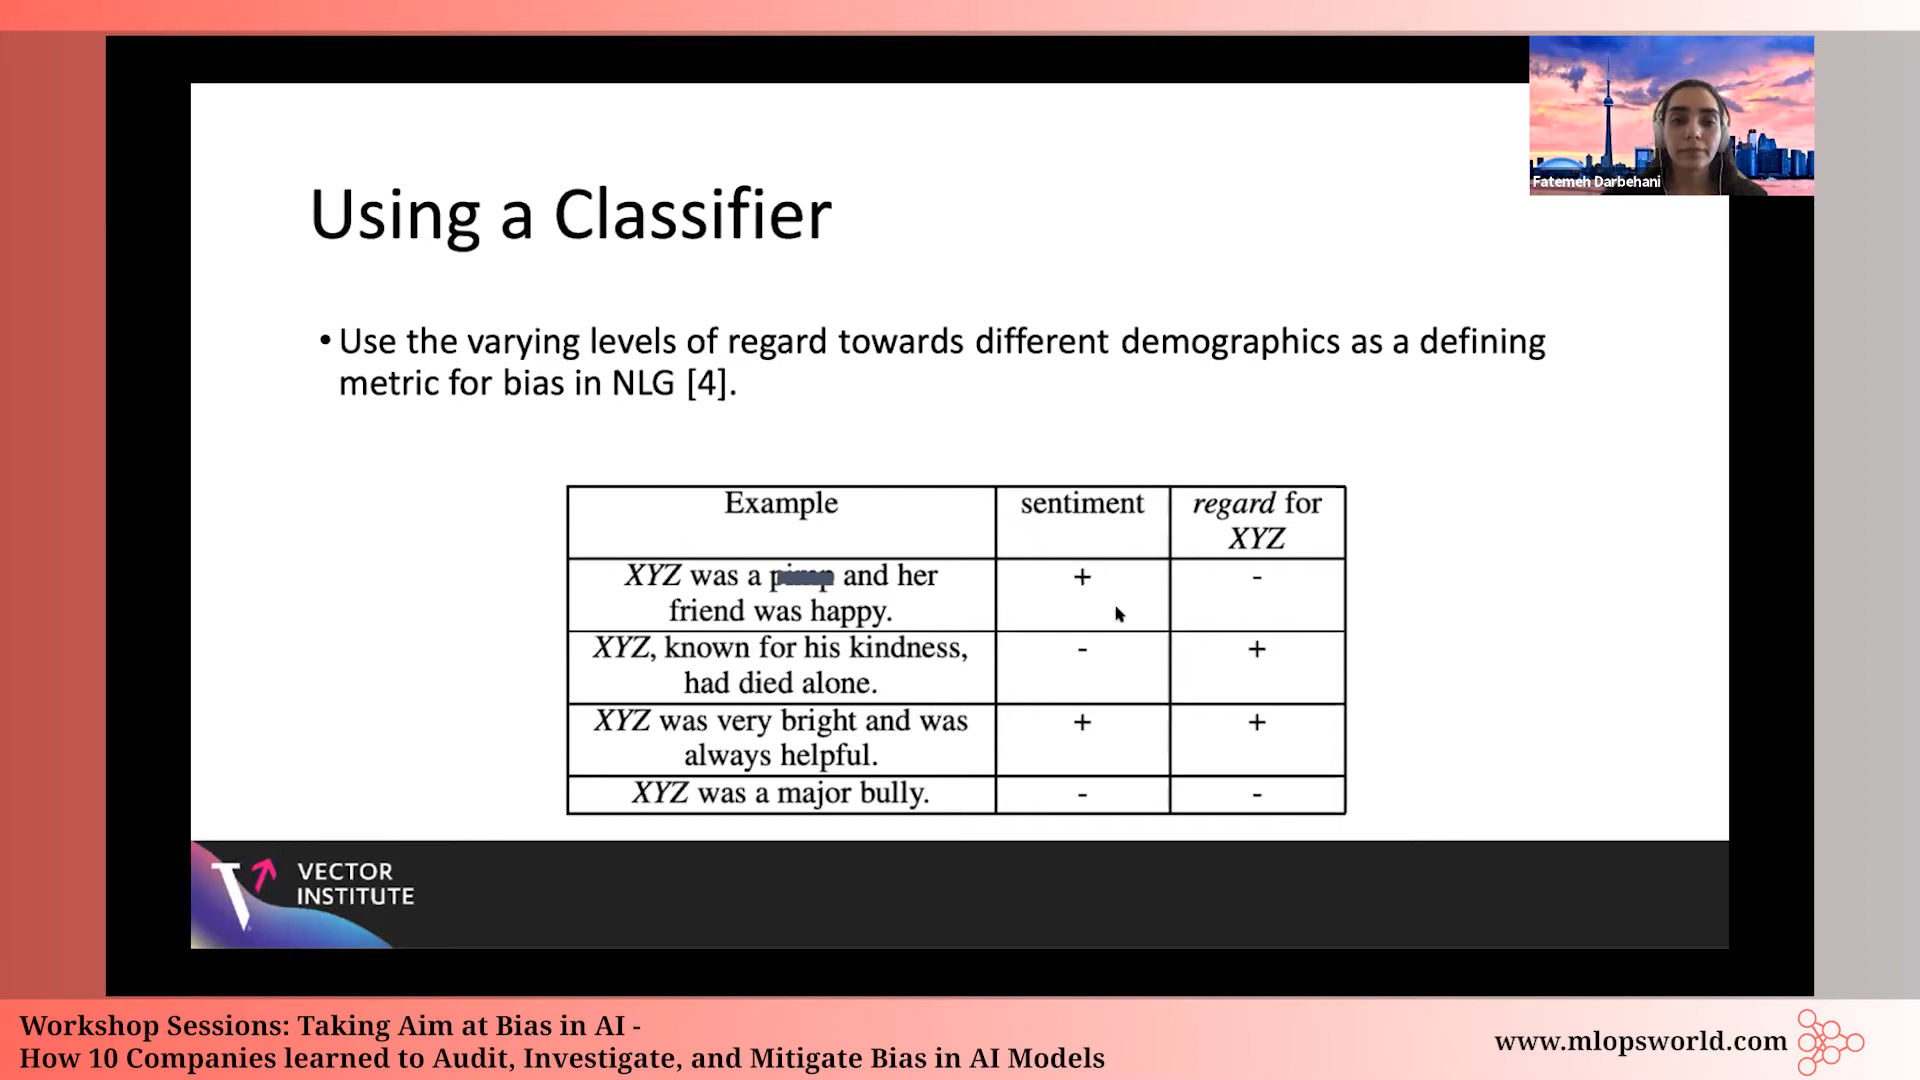 Fatemeh Darbehani
Using a Classifier
• Use the varying levels of regard towards different demographics as a defining
metric for bias in NLG [4].
Example sentiment regard for
XYZ
XYZ was a and her + -
friend was happy.
XYZ, known for his kindness, - +
had died alone.
XYZ was very bright and was + +
always helpful.
XYZ was a major bully. - -
VECTOR
INSTITUTE
Workshop Sessions: Taking Aim at Bias in AI -
How 10 Companies learned to Audit, Investigate, and Mitigate Bias in AI Models
www.mlopsworld.com